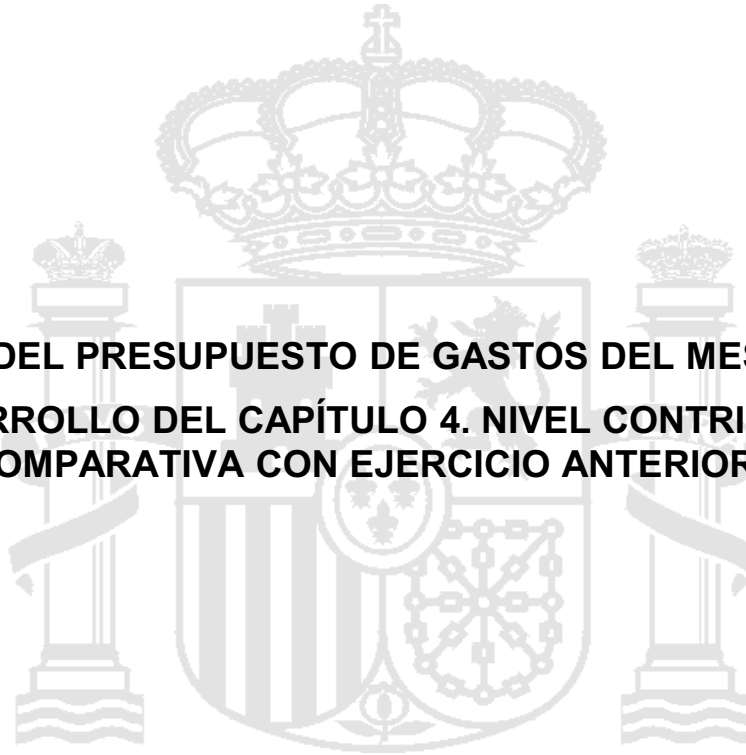 DEL PRESUPUESTO DE GASTOS DEL MES
RROLLO DEL CAPÍTULO 4. NIVEL CONTRI
OMPARATIVA CON EJERCICIO ANTERIOR